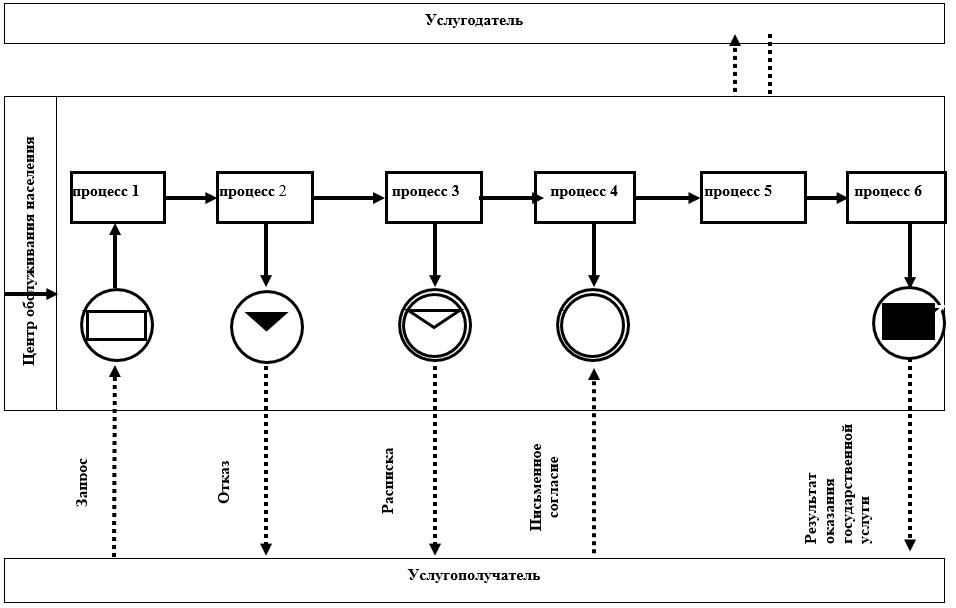 Услугодатель
Центр обслуживания населения
процесс 1
процесс 2
процесс 3
процесс 4
процесс 5
процесс 6
Запрос
Отказ
Расписка
Письменное
согласие
Результат
оказания
государственной
услуги
Услугополучатель